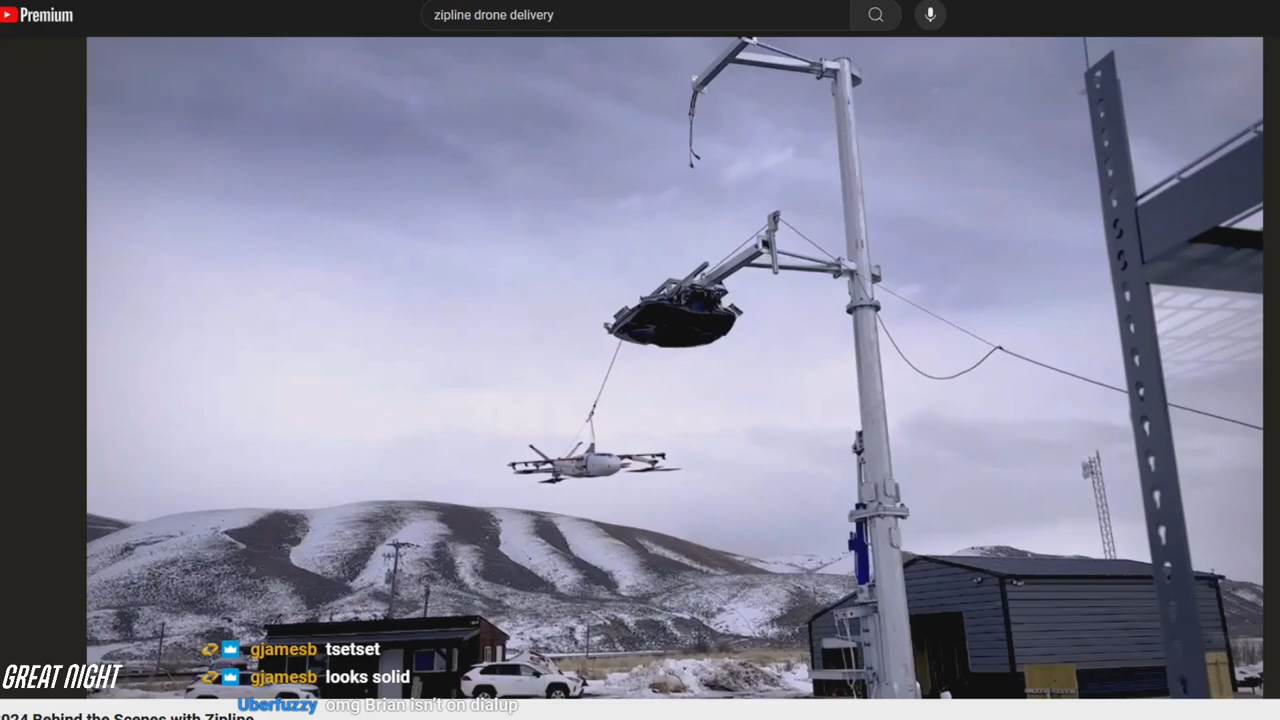 Premium
zipline drone delivery
gjamesb tsetset
gjamesb looks solid
GREAT NIGHT
Uberfuzzy omg Brian isn't on dialup
2024 Behind the Scenes with Zipline